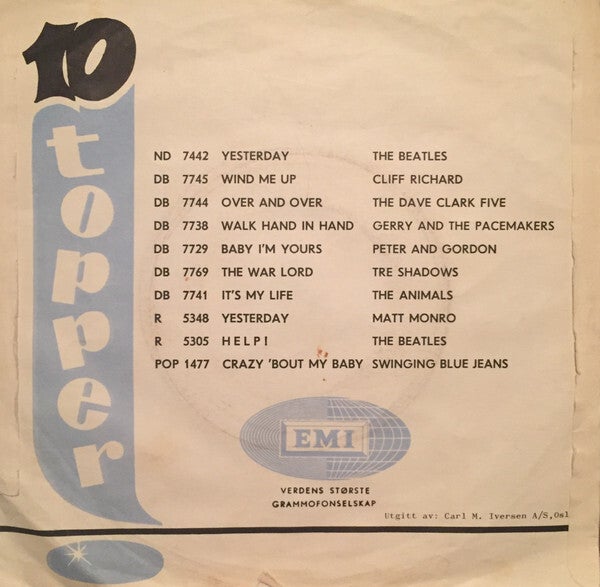 10
topper
ND 7442 YESTERDAY THE BEATLES
DB 7745 WIND ME UP CLIFF RICHARD
DB 7744 OVER AND OVER THE DAVE CLARK FIVE
DB 7738 WALK HAND IN HAND GERRY AND THE PACEMAKERS
DB 7729 BABY I'M YOURS PETER AND GORDON
DB 7769 THE WAR LORD TRE SHADOWS
DB 7741 IT'S MY LIFE THE ANIMALS
R 5348 YESTERDAY MATT MONRO
R 5305 HELP! THE BEATLES
POP 1477 CRAZY 'BOUT MY BABY SWINGING BLUE JEANS
EMI
VERDENS STØRSTE
GRAMMOFONSELSKAP
Utgitt av: Carl M. Iversen A/S,Osl